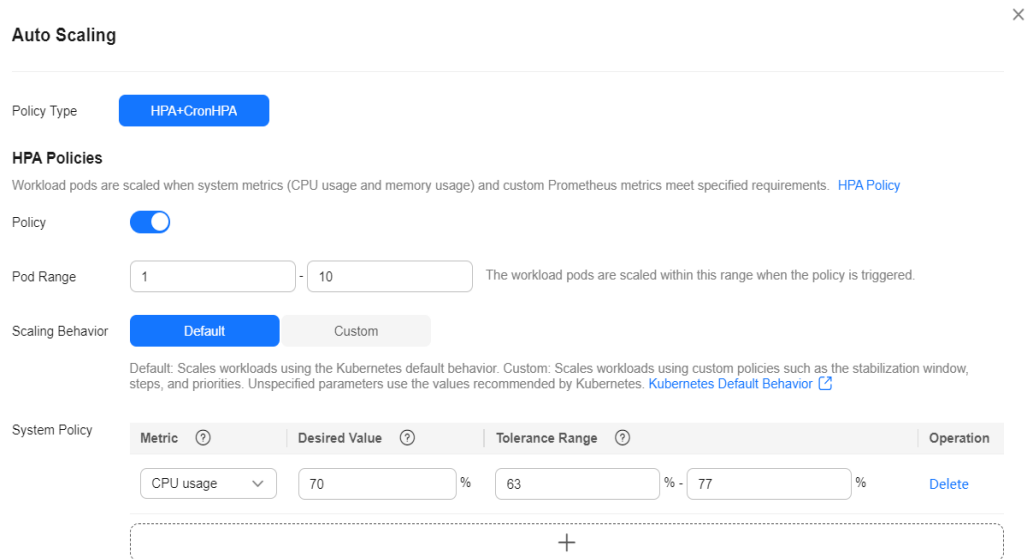 Auto Scaling
Policy Type HPA+CronHPA
HPA Policies
Workload pods are scaled when system metrics (CPU usage and memory usage) and custom Prometheus metrics meet specified requirements. HPA Policy
Policy
Pod Range 1 - 10 The workload pods are scaled within this range when the policy is triggered.
Scaling Behavior Default Custom
Default: Scales workloads using the Kubernetes default behavior. Custom: Scales workloads using custom policies such as the stabilization window,
steps, and priorities. Unspecified parameters use the values recommended by Kubernetes. Kubernetes Default Behavior
System Policy Metric ? Desired Value ? Tolerance Range ? Operation
CPU usage 70 % 63 % - 77 % Delete
+